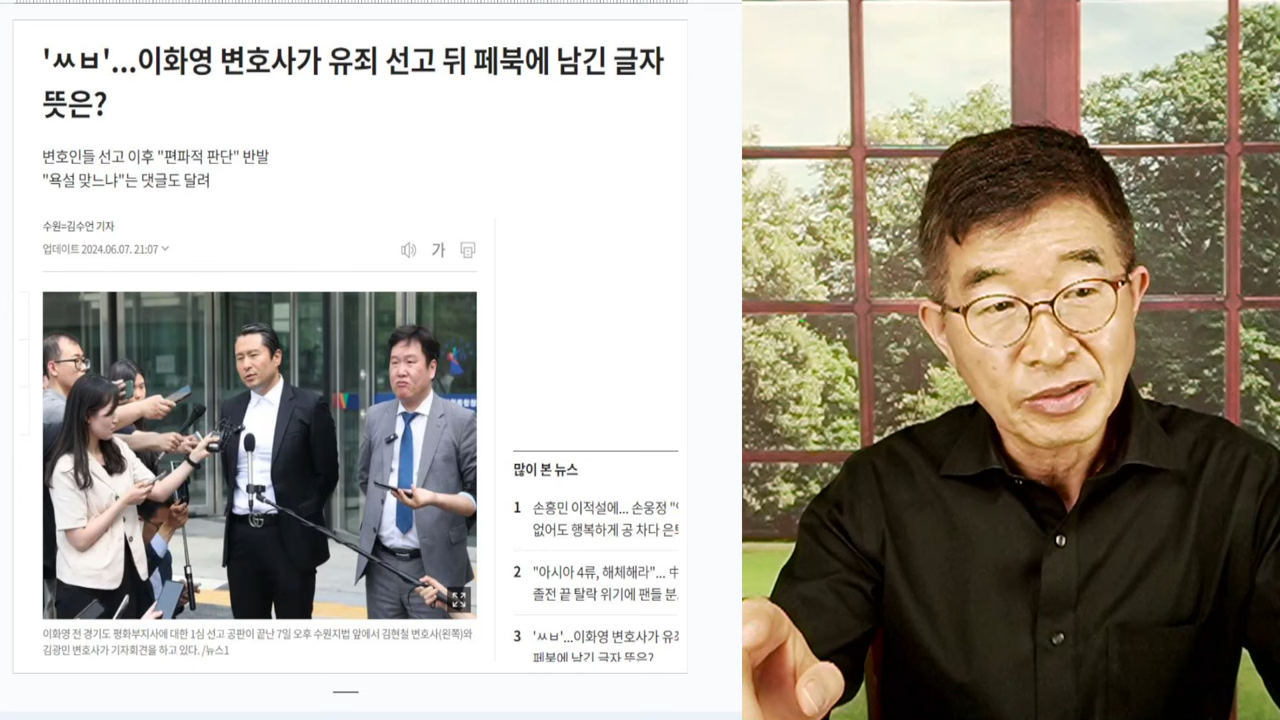 'ㅆㅂ'...이화영 변호사가 유죄 선고 뒤 페북에 남긴 글자
뜻은?
변호인들 선고 이후 "편파적 판단" 반발
"욕설 맞느냐"는 댓글도 달려
수원=김수언 기자
업데이트 2024.06.07. 21:07
가
이화영 전 경기도 평화부지사에 대한 1심 선고 공판이 끝난 7일 오후 수원지법 앞에서 김현철 변호사(왼쪽)와
김광민 변호사가 기자회견을 하고 있다. /뉴스1
많이 본 뉴스
1 손흥민 이적설에... 손웅정
없어도 행복하게 공 차다
2 "아시아 4류, 해체해라"... 中
졸전 끝 탈락 위기에 팬들
3 'ㅆㅂ'...이화영 변호사가
페북에 남긴 글자 뜻은?